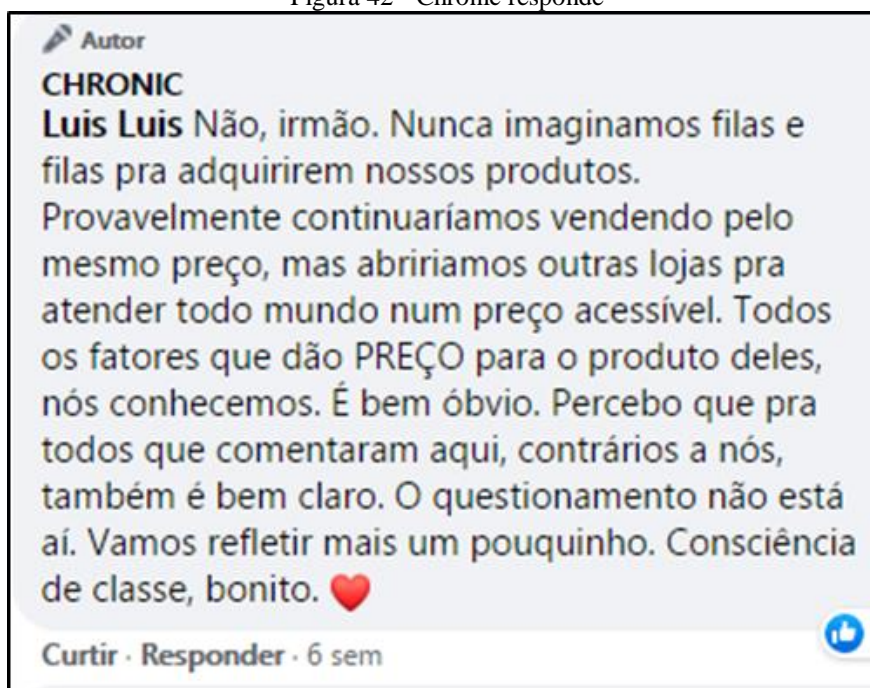 Figura 42 - Chronic responde
Autor
CHRONIC
Luis Luis Não, irmão. Nunca imaginamos filas e
filas pra adquirirem nossos produtos.
Provavelmente continuaríamos vendendo pelo
mesmo preço, mas abririamos outras lojas pra
atender todo mundo num preço acessível. Todos
os fatores que dão PREÇO para o produto deles,
nós conhecemos. É bem óbvio. Percebo que pra
todos que comentaram aqui, contrários a nós,
também é bem claro. O questionamento não está
aí. Vamos refletir mais um pouquinho. Consciência
de classe, bonito. ❤️
Curtir · Responder · 6 sem